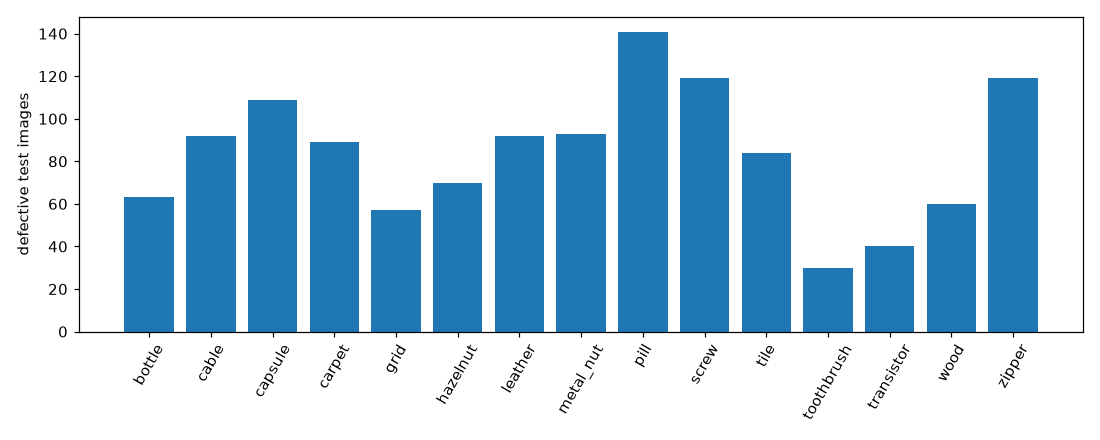 defective test images
140
120
100
80
60
40
20
0
bottle
cable
capsule
carpet
grid
hazelnut
leather
metal_nut
pill
screw
tile
toothbrush
transistor
wood
zipper